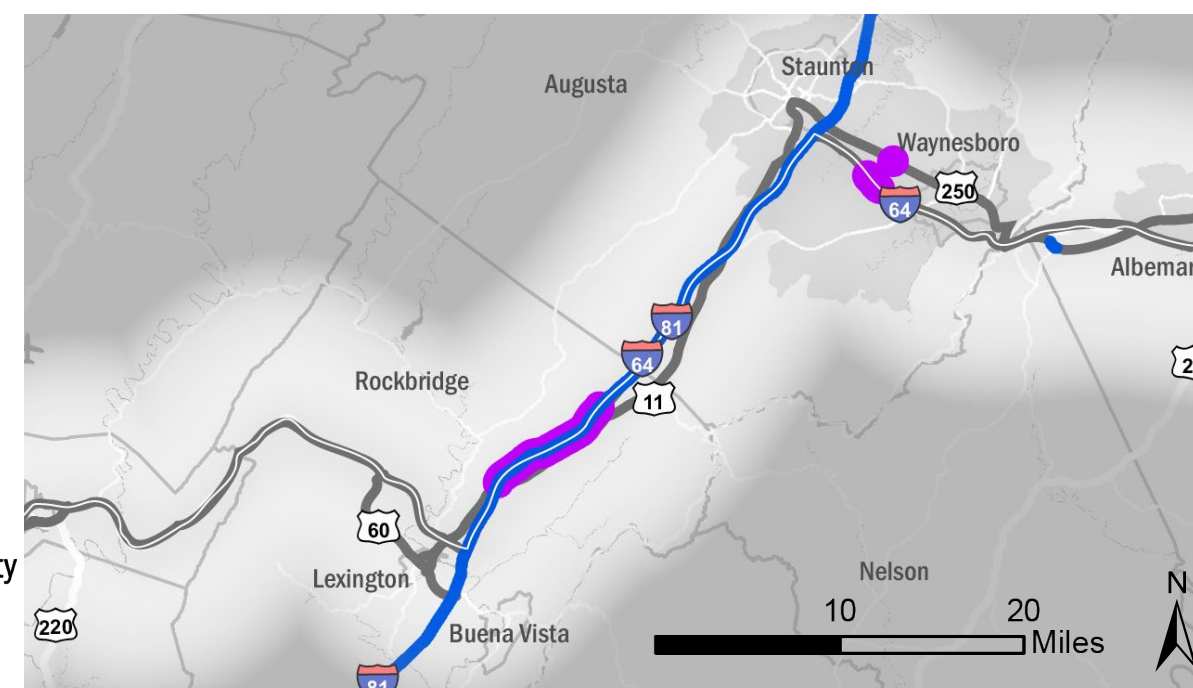 Staunton
Augusta
Waynesboro
250
64
Albemar
81
64
2
Rockbridge
11
60
ty
Lexington
Nelson
N
10 20
220
Buena Vista
Miles
81